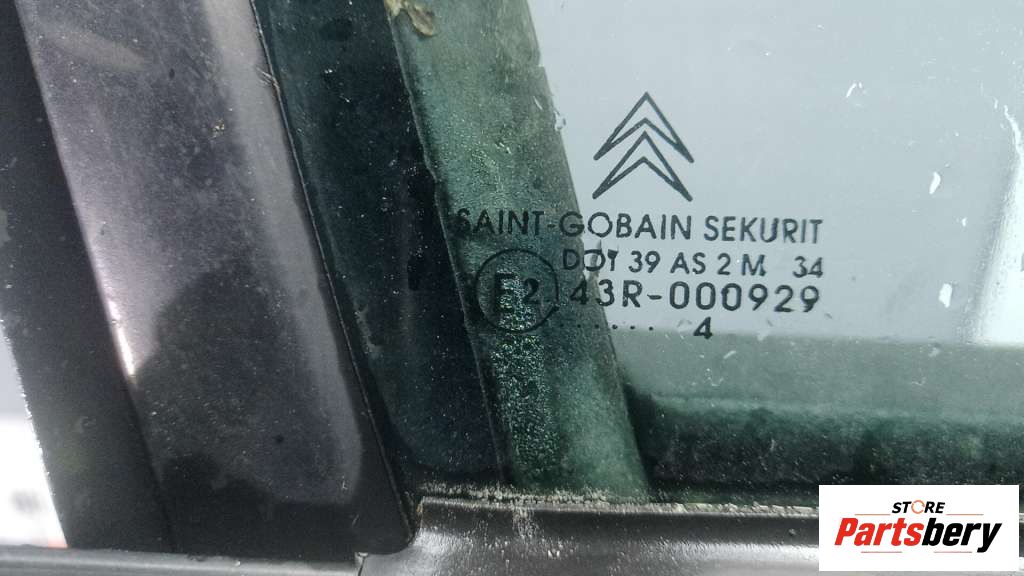 SAINT-GOBAIN SEKURIT
DOT 39 AS 2 M 34
E2 43R-000929
....... 4
STORE
Partsbery